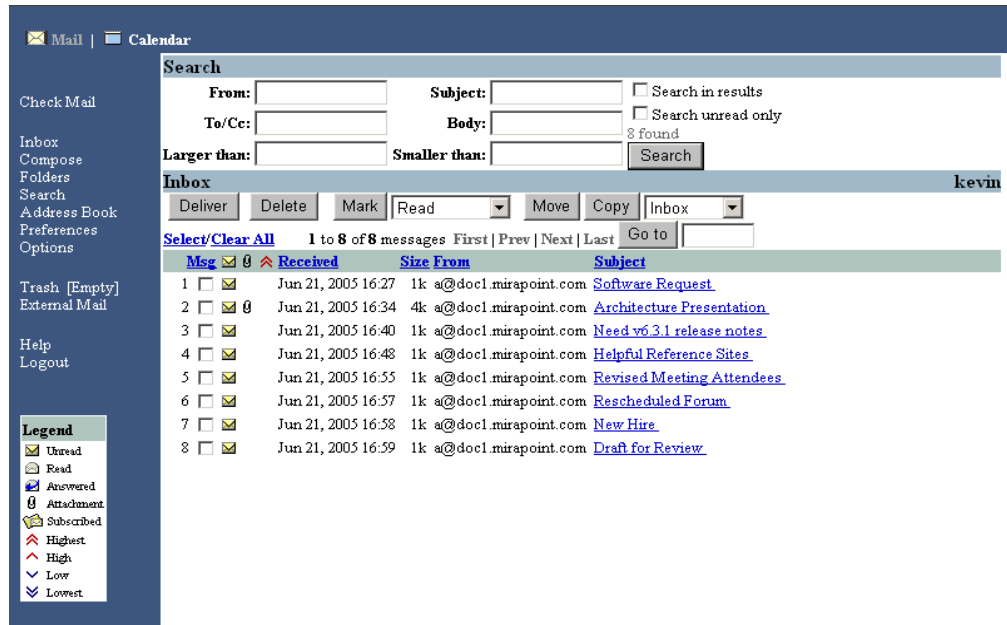 Mail | Calendar
Check Mail
Inbox
Compose
Folders
Search
Address Book
Preferences
Options
Trash [Empty]
External Mail
Help
Logout
Legend
Unread
Read
Answered
Attachment
Subscribed
Highest
High
Low
Lowest
Search
From: Subject: Search in results
To/Cc: Body: Search unread only
8 found
Larger than: Smaller than: Search
Inbox kevin
Deliver Delete Mark Read Move Copy Inbox
Select/Clear All 1 to 8 of 8 messages First | Prev | Next | Last Go to
Msg Received Size From Subject
1 Jun 21, 2005 16:27 1k a@doc1.mirapoint.com Software Request
2 Jun 21, 2005 16:34 4k a@doc1.mirapoint.com Architecture Presentation
3 Jun 21, 2005 16:40 1k a@doc1.mirapoint.com Need v6.3.1 release notes
4 Jun 21, 2005 16:48 1k a@doc1.mirapoint.com Helpful Reference Sites
5 Jun 21, 2005 16:55 1k a@doc1.mirapoint.com Revised Meeting Attendees
6 Jun 21, 2005 16:57 1k a@doc1.mirapoint.com Rescheduled Forum
7 Jun 21, 2005 16:58 1k a@doc1.mirapoint.com New Hire
8 Jun 21, 2005 16:59 1k a@doc1.mirapoint.com Draft for Review